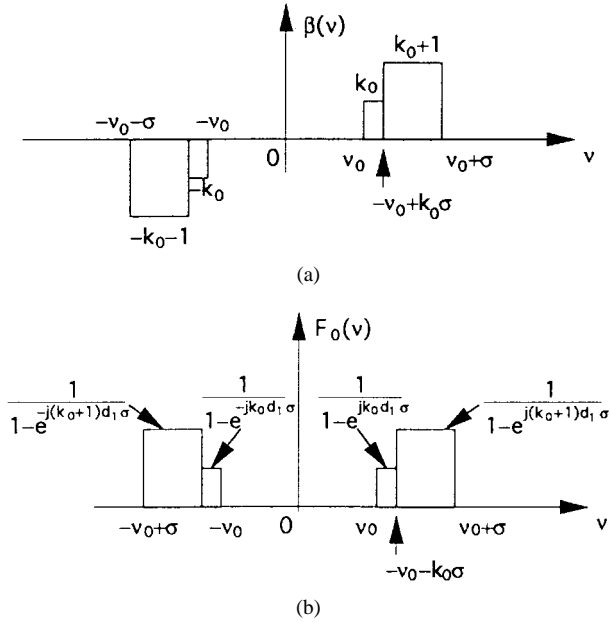 β(ν)
k₀+1
k₀
-ν₀-σ
-ν₀
0
ν₀
ν₀+σ
ν
-k₀
-ν₀+k₀σ
-k₀-1
(a)
F₀(ν)
1/(1-e^{-j(k₀+1)d₁σ})
1/(1-e^{-jk₀d₁σ})
1/(1-e^{jk₀d₁σ})
1/(1-e^{j(k₀+1)d₁σ})
-ν₀+σ
-ν₀
0
ν₀
ν₀+σ
ν
-ν₀-k₀σ
(b)